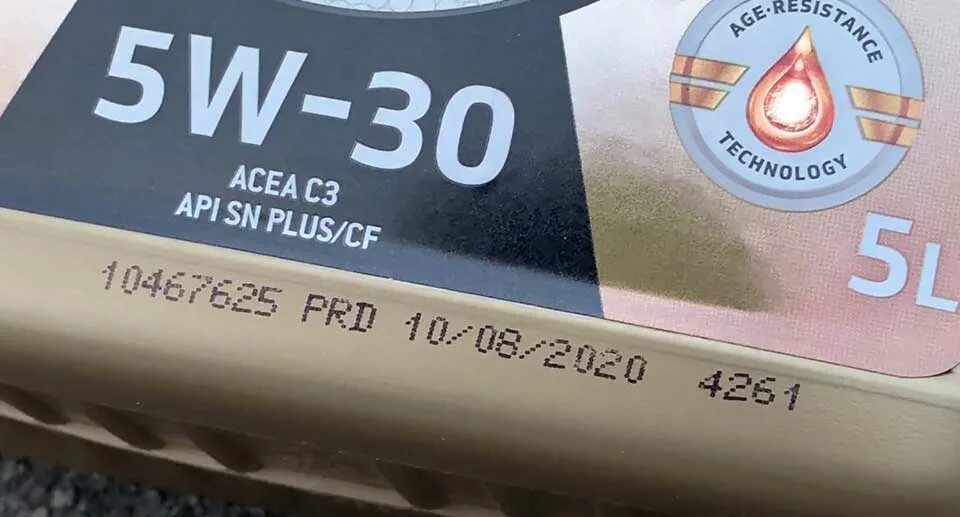 5W-30
ACEA C3
API SN PLUS/CF
AGE-RESISTANCE
TECHNOLOGY
5L
10467625 PRD 10/08/2020 4261